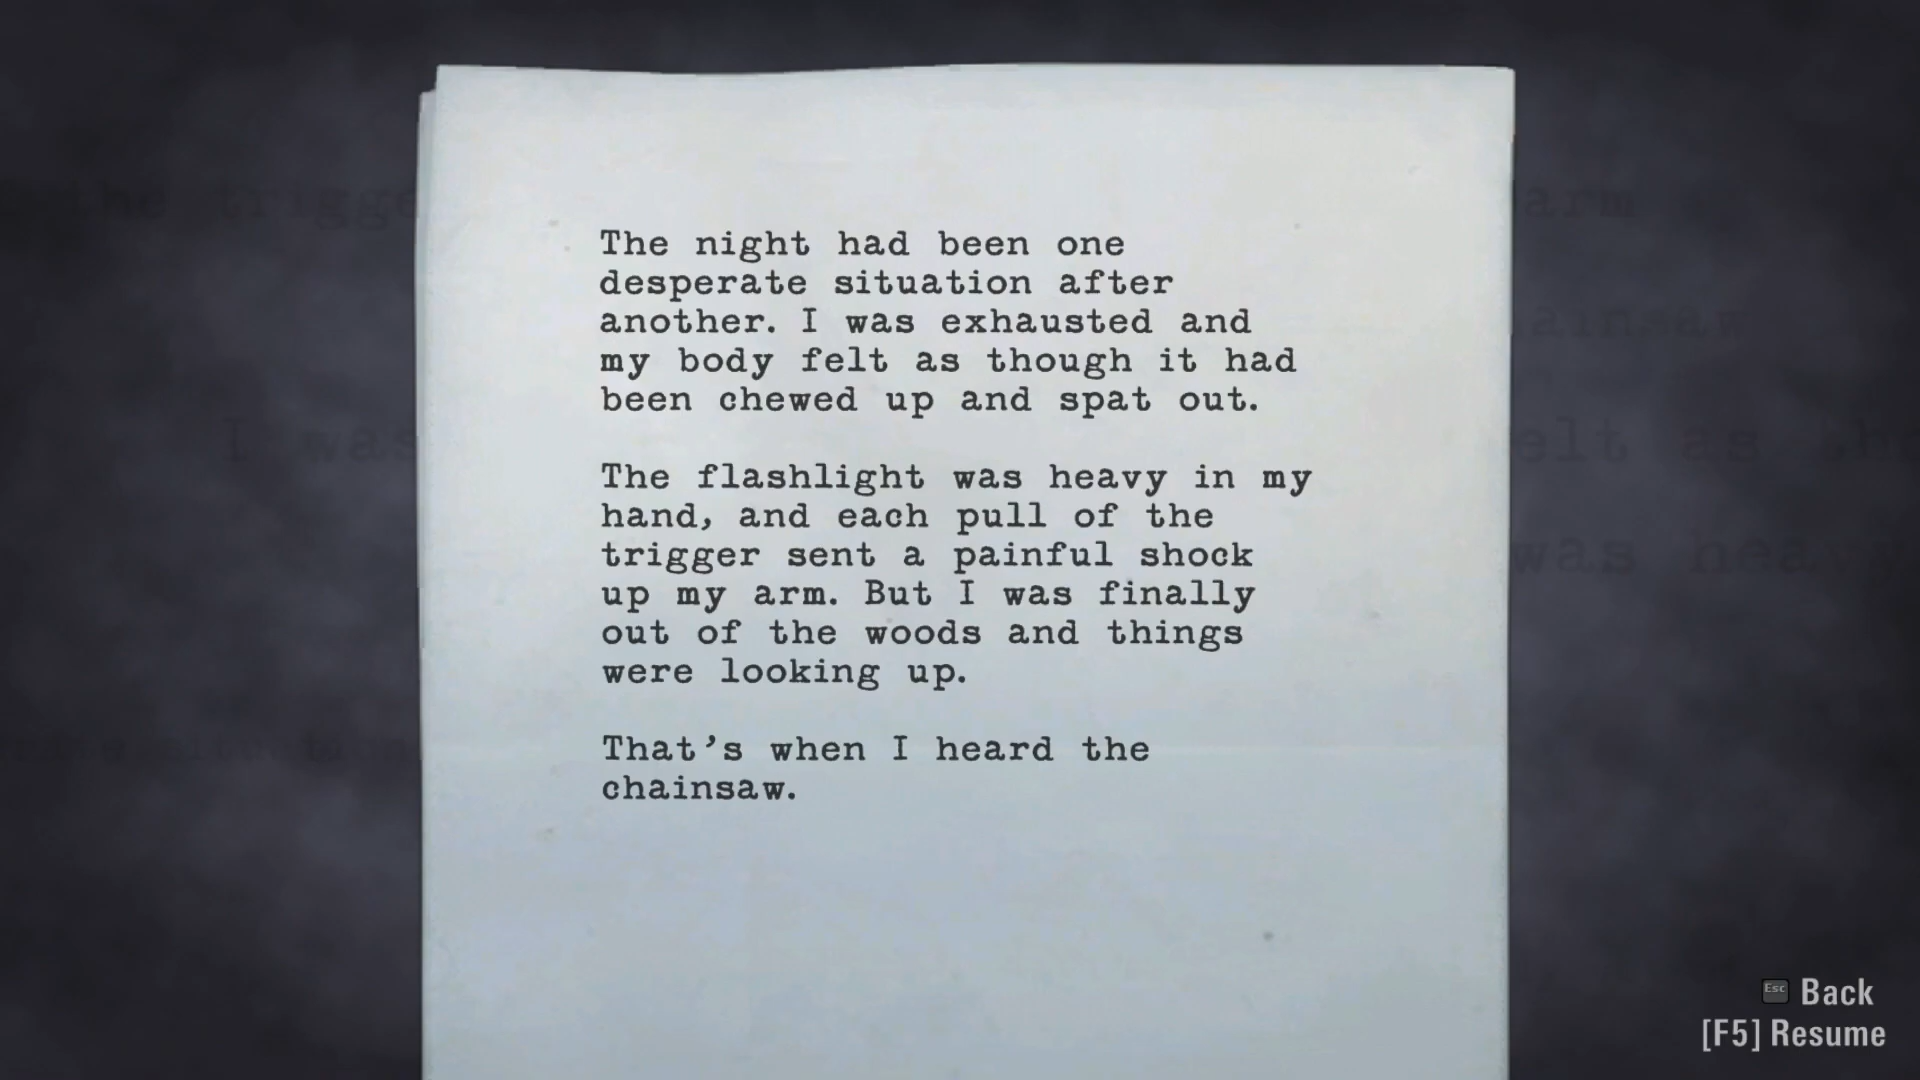 The night had been one
desperate situation after
another. I was exhausted and
my body felt as though it had
been chewed up and spat out.
The flashlight was heavy in my
hand, and each pull of the
trigger sent a painful shock
up my arm. But I was finally
out of the woods and things
were looking up.
That’s when I heard the
chainsaw.
Esc Back
[F5] Resume